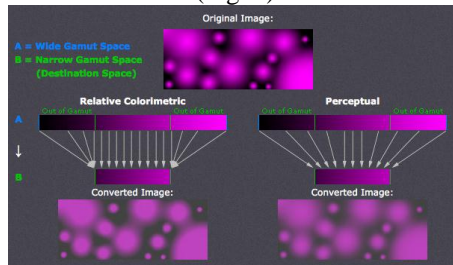 Original Image:
A = Wide Gamut Space
B = Narrow Gamut Space
(Destination Space)
Relative Colorimetric
Perceptual
Out of Gamut
Out of Gamut
Out of Gamut
Out of Gamut
A
↓
B
Converted Image:
Converted Image: